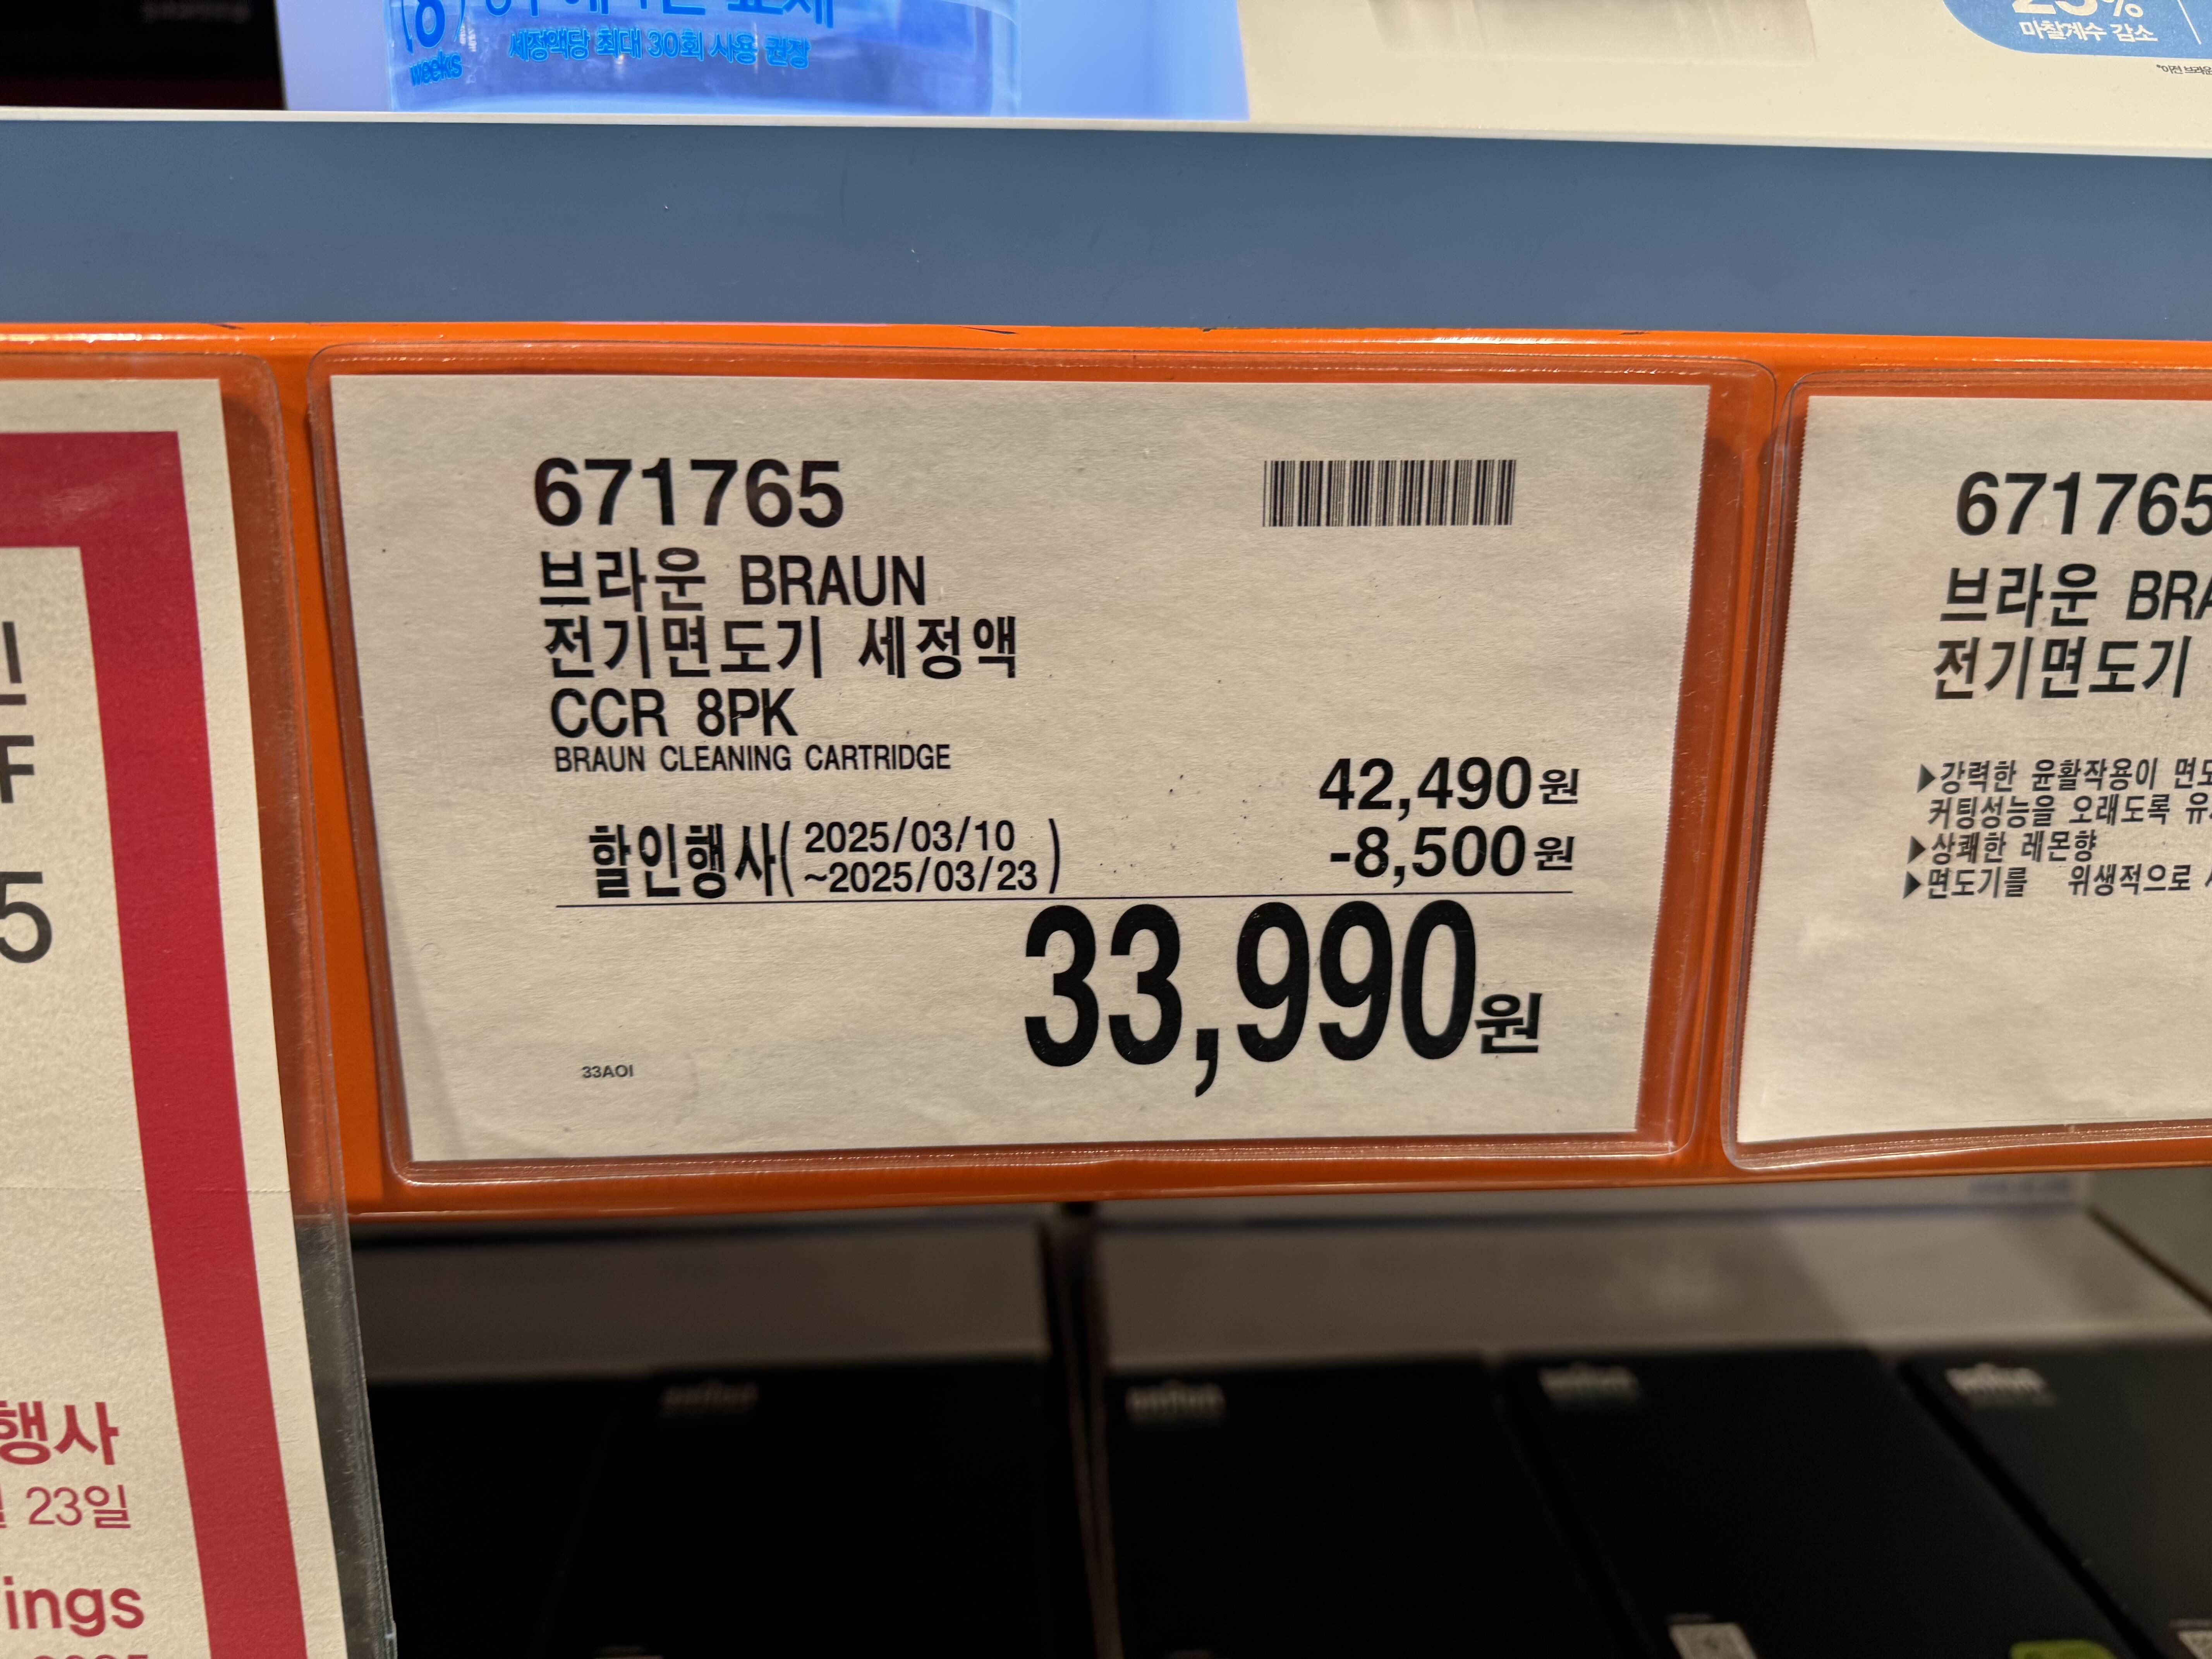 weeks
세정액당 최대 30회 사용 권장
마찰계수 감소
671765
브라운 BRAUN
전기면도기 세정액
CCR 8PK
BRAUN CLEANING CARTRIDGE
42,490원
할인행사( 2025/03/10
~2025/03/23 )
-8,500원
33,990원
33AOI
671765
브라운
전기면도기
▶강력한 윤활작용이
커팅성능을 오래도록
▶상쾌한 레몬향
▶면도기를 위생적으로
5
행사
23일
ings